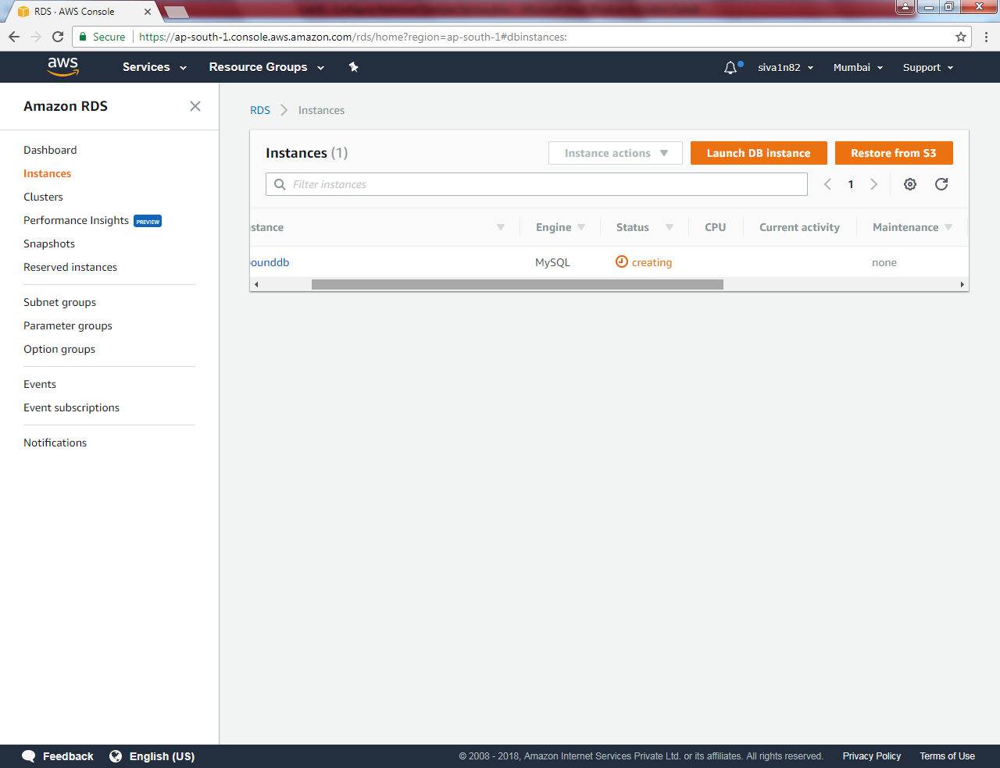 RDS · AWS Console
Secure
https://ap-south-1.console.aws.amazon.com/rds/home?region=ap-south-1#dbinstances:
aws
Services
Resource Groups
siva1n82
Mumbai
Support
Amazon RDS
Dashboard
Instances
Clusters
Performance Insights PREVIEW
Snapshots
Reserved instances
Subnet groups
Parameter groups
Option groups
Events
Event subscriptions
Notifications
RDS > Instances
Instances (1)
Instance actions
Launch DB instance
Restore from S3
Filter instances
1
stance
Engine
Status
CPU
Current activity
Maintenance
ounddb
MySQL
creating
none
Feedback
English (US)
© 2008 - 2018, Amazon Internet Services Private Ltd. or its affiliates. All rights reserved.
Privacy Policy
Terms of Use